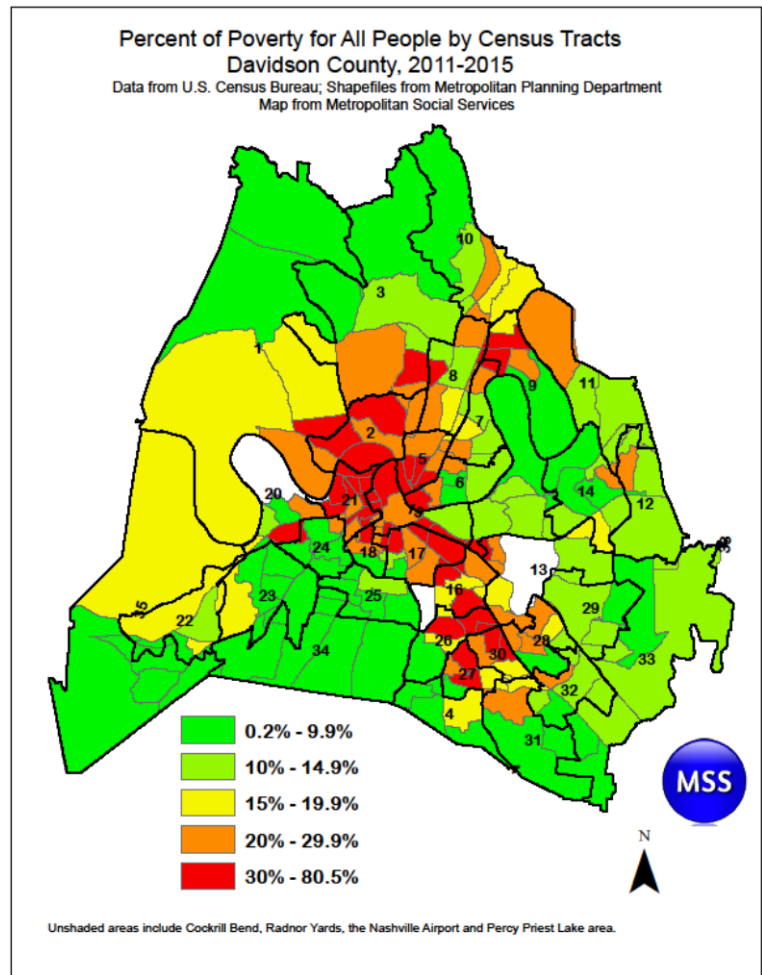 Percent of Poverty for All People by Census Tracts
Davidson County, 2011-2015
Data from U.S. Census Bureau; Shapefiles from Metropolitan Planning Department
Map from Metropolitan Social Services
10
3
1
8
9
11
7
2
5
6
14
12
20
21
19
24
18
17
13
35
23
25
16
29
22
26
28
33
34
30
27
32
4
31
0.2% - 9.9%
10% - 14.9%
15% - 19.9%
20% - 29.9%
30% - 80.5%
MSS
N
Unshaded areas include Cockrill Bend, Radnor Yards, the Nashville Airport and Percy Priest Lake area.